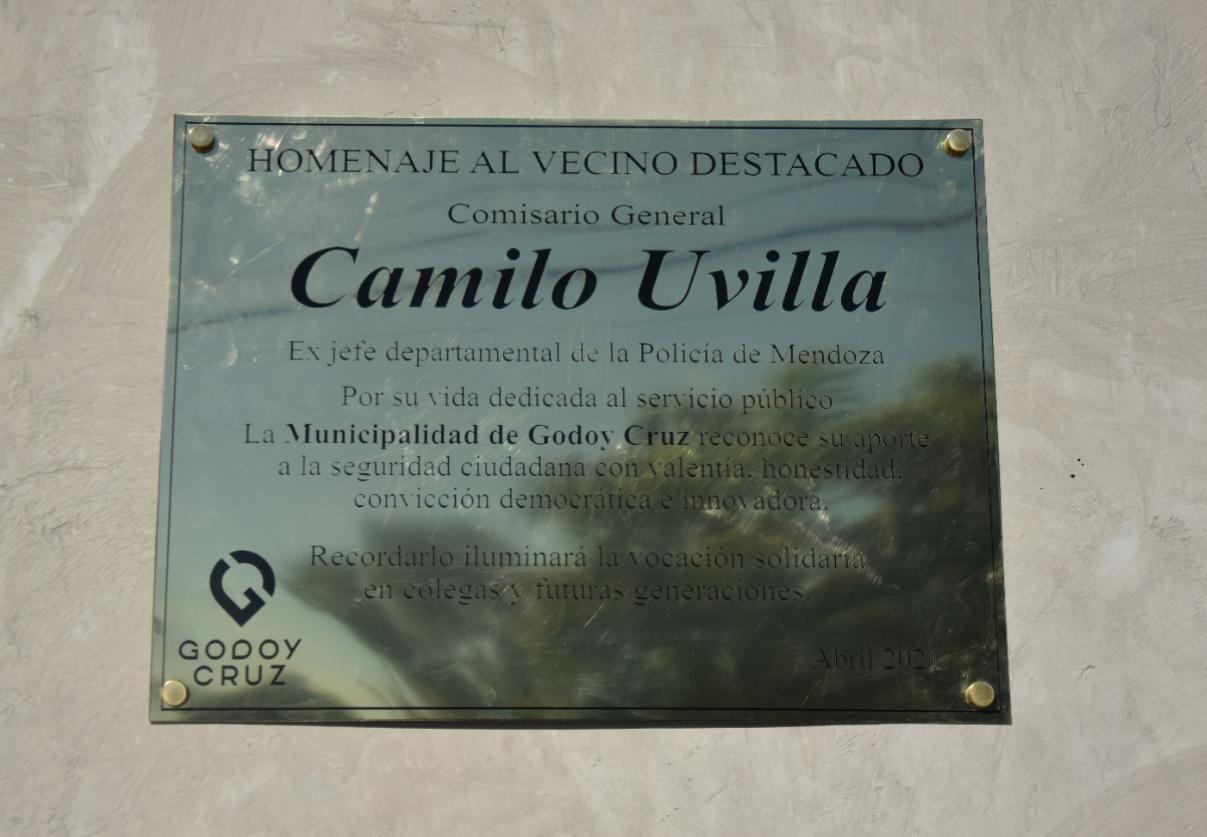 HOMENAJE AL VECINO DESTACADO
Comisario General
Camilo Uvilla
Ex jefe departamental de la Policía de Mendoza
Por su vida dedicada al servicio público
La Municipalidad de Godoy Cruz reconoce su aporte
a la seguridad ciudadana con valentía, honestidad,
convicción democrática e innovadora.
Recordarlo iluminará la vocación solidaria
en colegas y futuras generaciones.
GODOY
CRUZ
Abril 2021